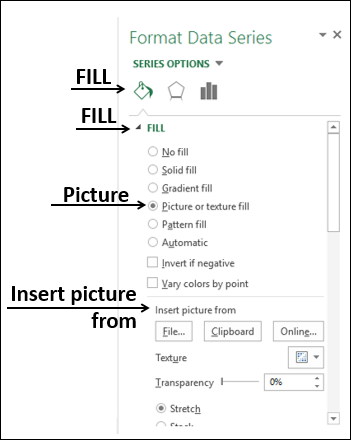 Format Data Series
SERIES OPTIONS
FILL
FILL
FILL
No fill
Solid fill
Gradient fill
Picture
Picture or texture fill
Pattern fill
Automatic
Invert if negative
Vary colors by point
Insert picture
from
Insert picture from
File... Clipboard Online...
Texture
Transparency 0%
Stretch
Stack